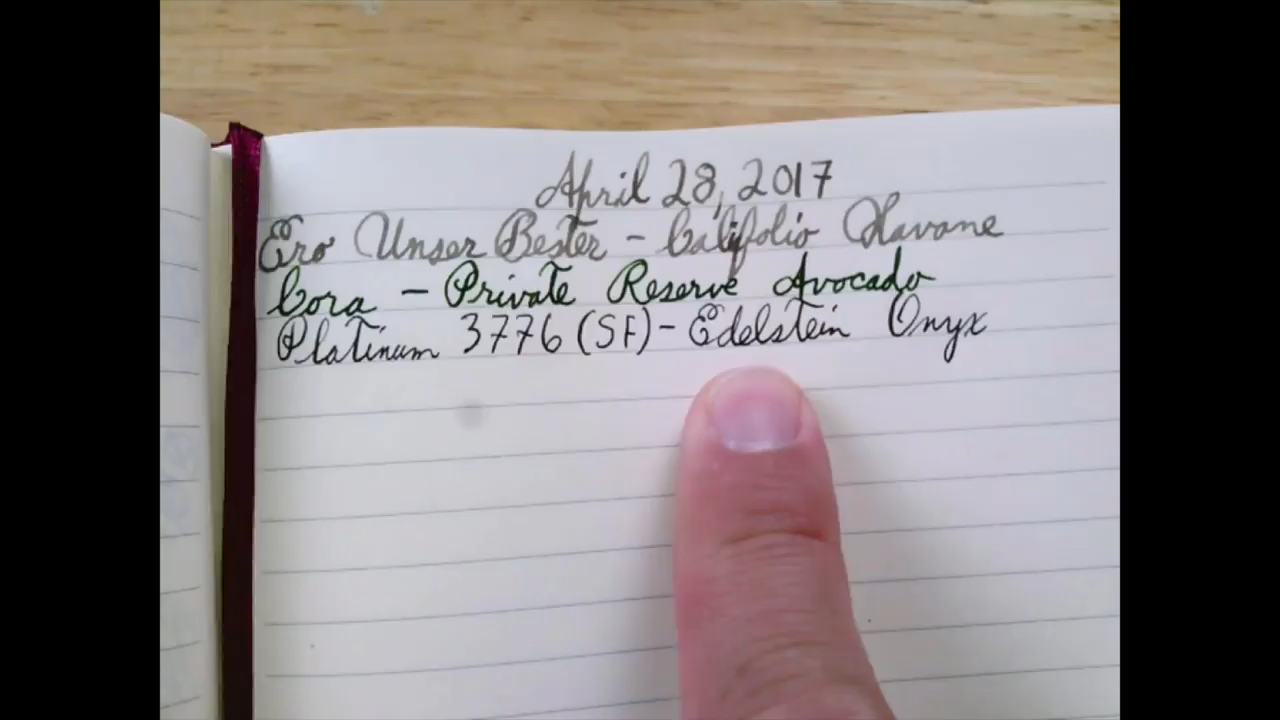 April 28, 2017
Ero Unser Bester - Califolio Havane
Cora - Private Reserve Avocado
Platinum 3776 (SF) - Edelstein Onyx